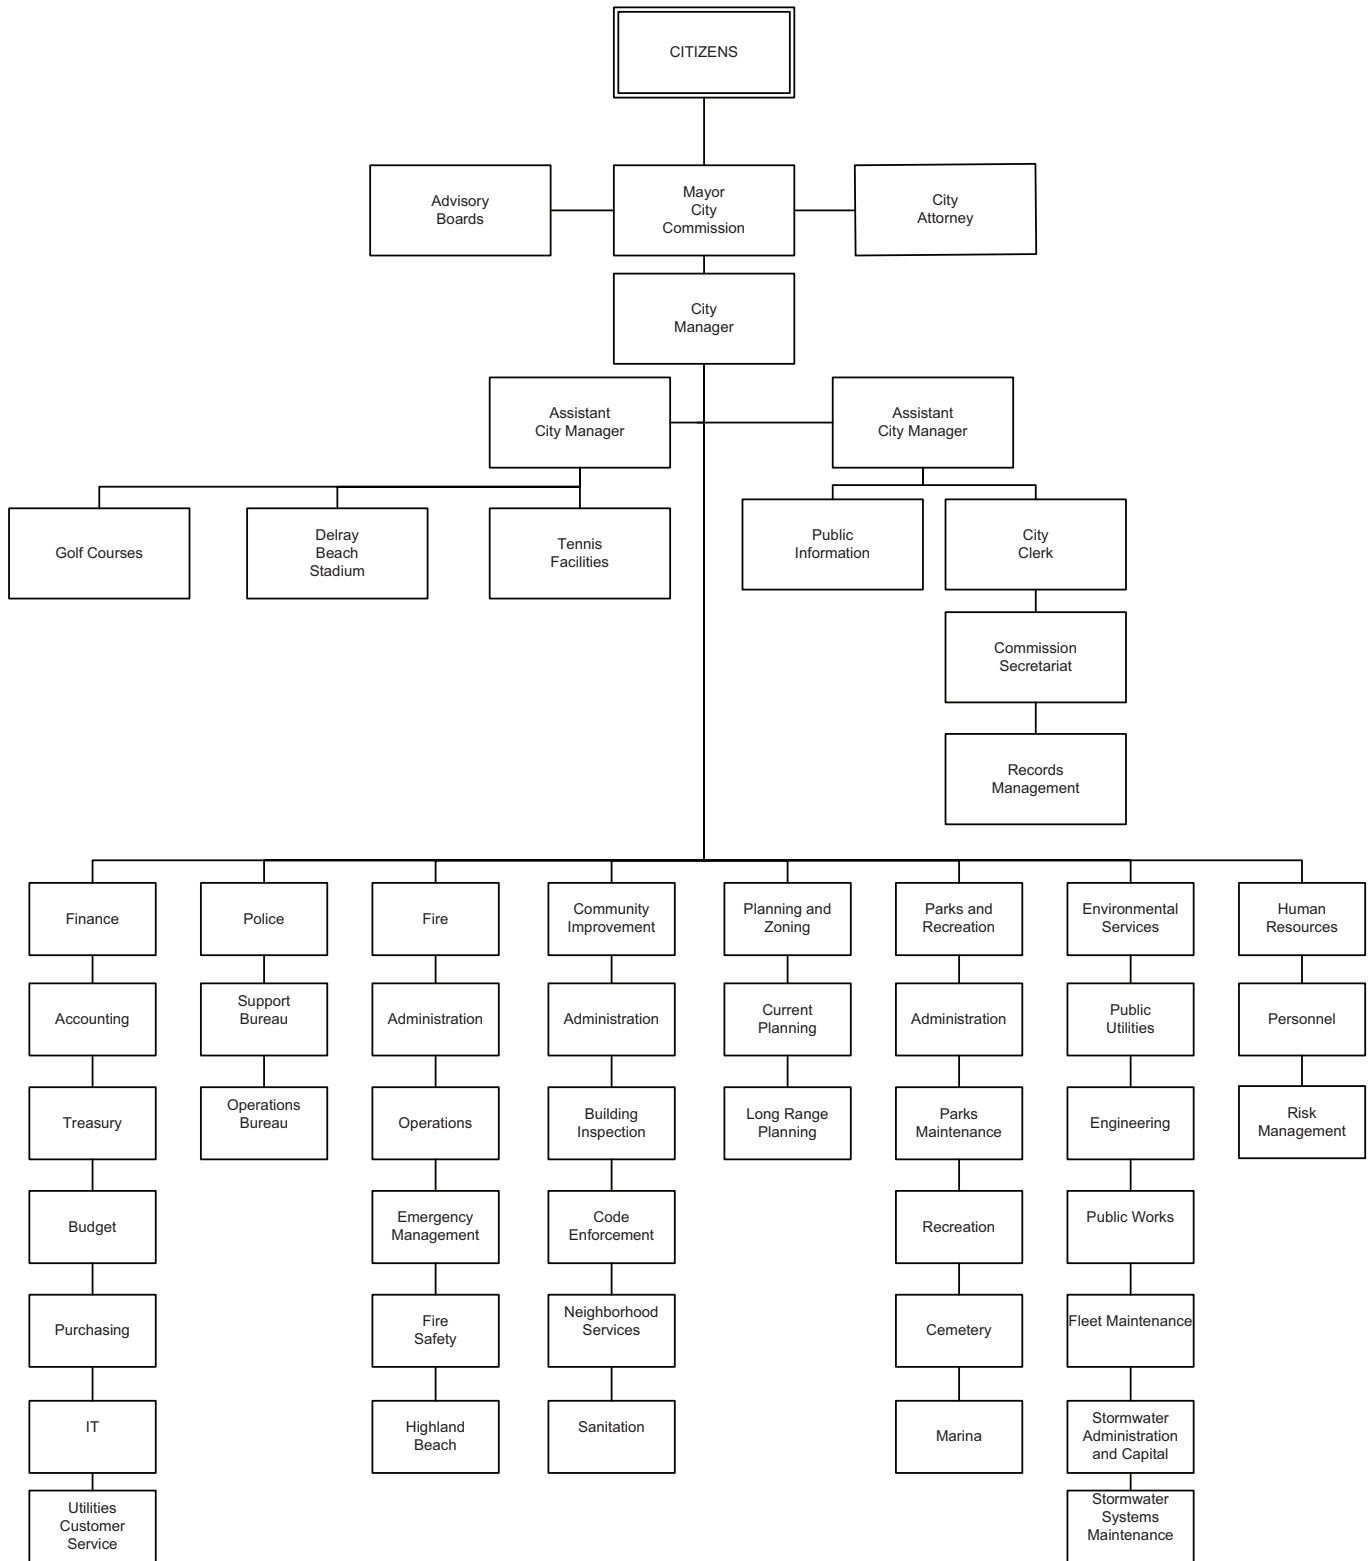 CITIZENS
Advisory
Boards
Mayor
City
Commission
City
Attorney
City
Manager
Assistant
City Manager
Assistant
City Manager
Golf Courses
Delray
Beach
Stadium
Tennis
Facilities
Public
Information
City
Clerk
Commission
Secretariat
Records
Management
Finance
Police
Fire
Community
Improvement
Planning and
Zoning
Parks and
Recreation
Environmental
Services
Human
Resources
Accounting
Support
Bureau
Administration
Administration
Current
Planning
Administration
Public
Utilities
Personnel
Treasury
Operations
Bureau
Operations
Building
Inspection
Long Range
Planning
Parks
Maintenance
Engineering
Risk
Management
Budget
Emergency
Management
Code
Enforcement
Recreation
Public Works
Purchasing
Fire
Safety
Neighborhood
Services
Cemetery
Fleet Maintenance
IT
Highland
Beach
Sanitation
Marina
Stormwater
Administration
and Capital
Utilities
Customer
Service
Stormwater
Systems
Maintenance